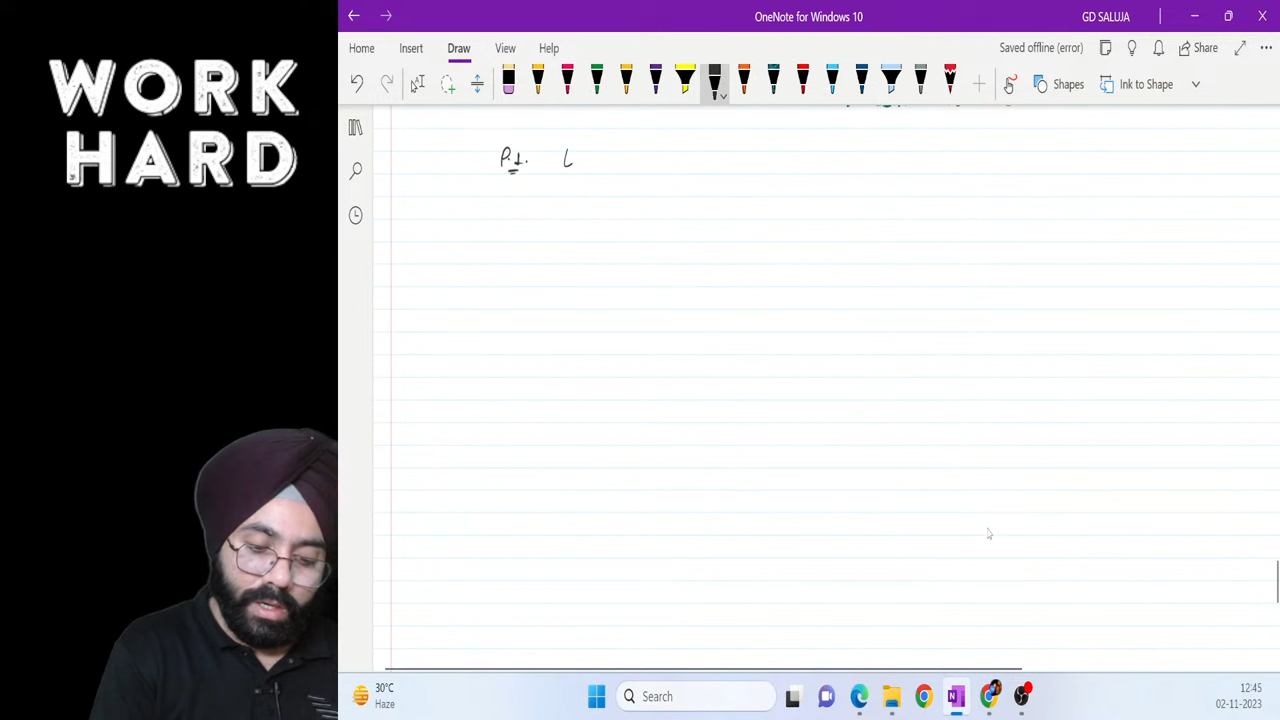 WORK
HARD
OneNote for Windows 10
GD SALUJA
Home Insert Draw View Help
Saved offline (error)
Share
Shapes
Ink to Shape
P.t. L
30°C
Haze
Search
12:45
02-11-2023